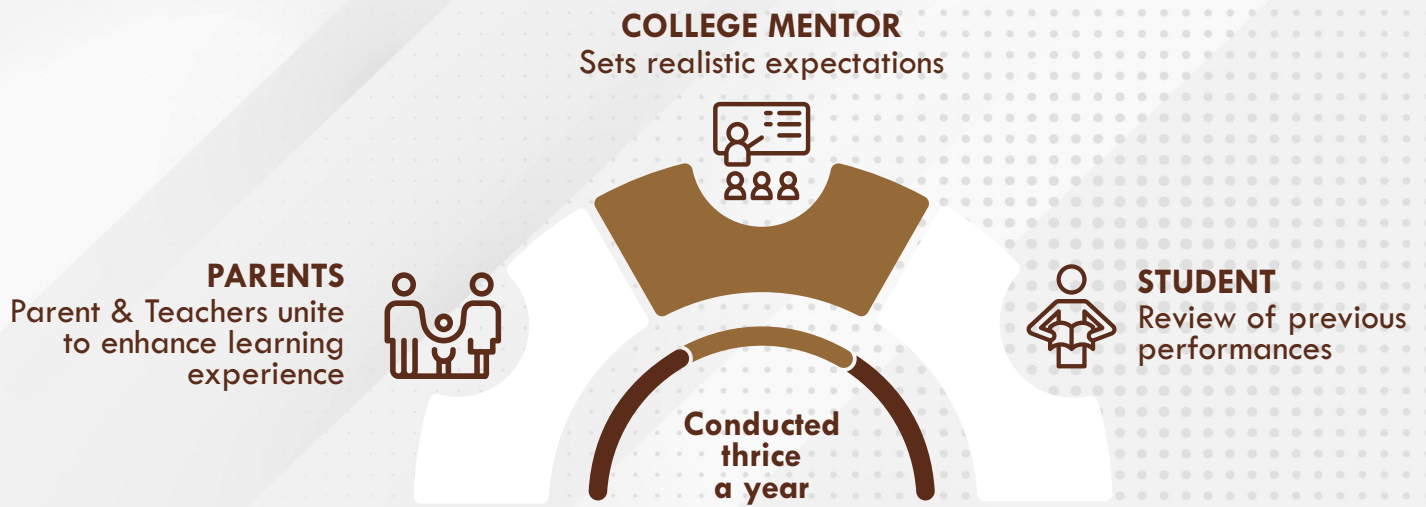 COLLEGE MENTOR
Sets realistic expectations
PARENTS
Parent & Teachers unite
to enhance learning
experience
STUDENT
Review of previous
performances
Conducted
thrice
a year